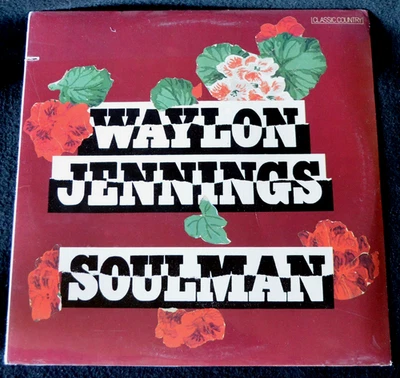 [CLASSIC COUNTRY]
WAYLON
JENNINGS
SOULMAN